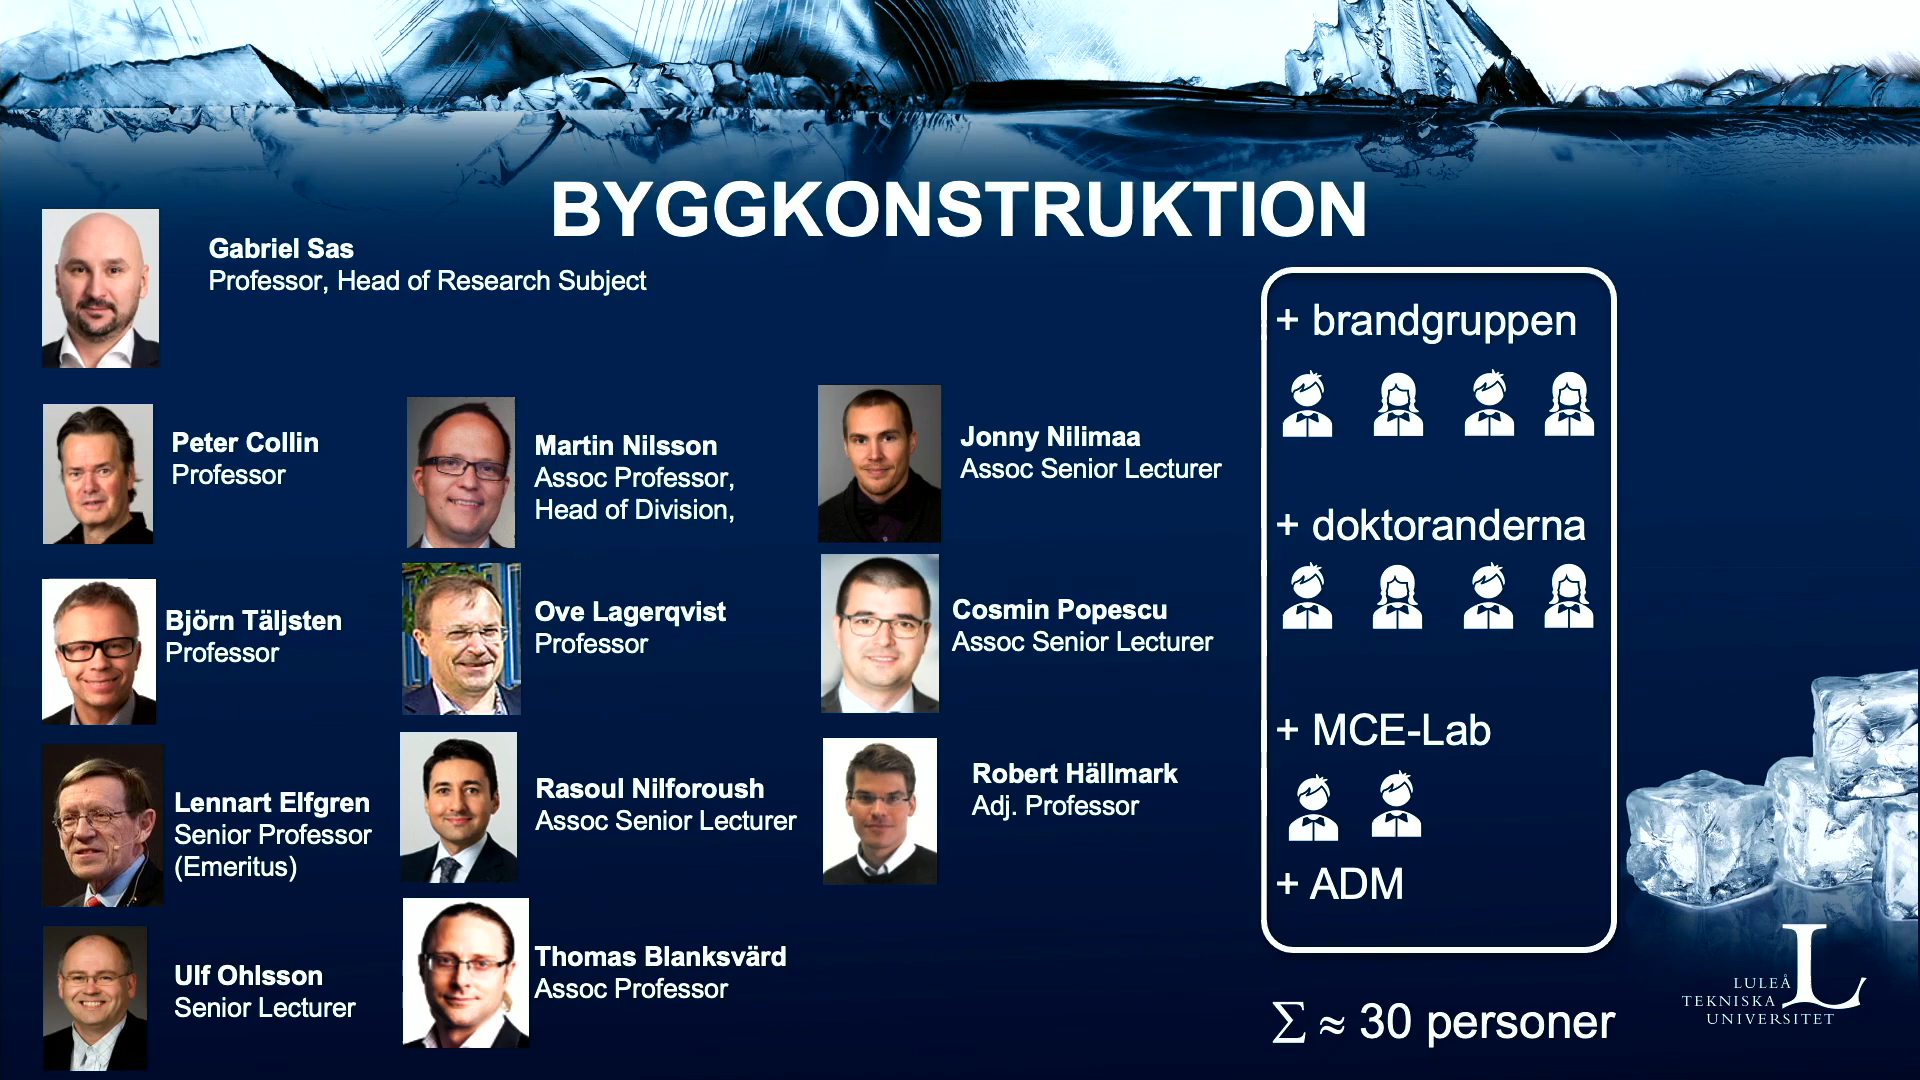 BYGGKONSTRUKTION
Gabriel Sas
Professor, Head of Research Subject
Peter Collin
Professor
Björn Täljsten
Professor
Lennart Elfgren
Senior Professor
(Emeritus)
Ulf Ohlsson
Senior Lecturer
Martin Nilsson
Assoc Professor,
Head of Division,
Ove Lagerqvist
Professor
Rasoul Nilforoush
Assoc Senior Lecturer
Thomas Blanksvärd
Assoc Professor
Jonny Nilimaa
Assoc Senior Lecturer
Cosmin Popescu
Assoc Senior Lecturer
Robert Hällmark
Adj. Professor
+ brandgruppen
+ doktoranderna
+ MCE-Lab
+ ADM
∑ ≈ 30 personer
L
LULEÅ
TEKNISKA
UNIVERSITET